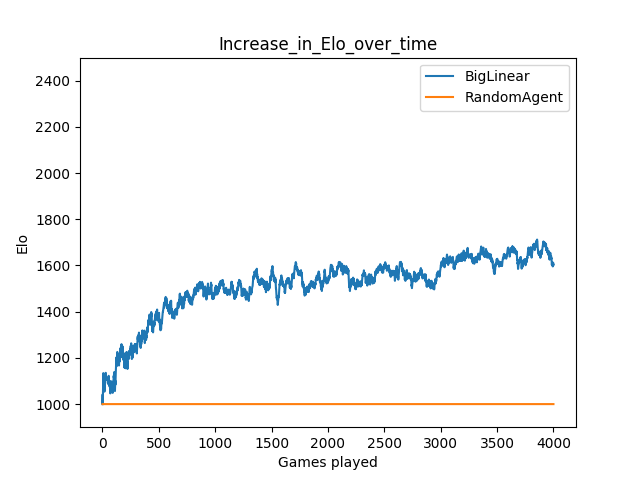 Increase_in_Elo_over_time
BigLinear
RandomAgent
Elo
2400
2200
2000
1800
1600
1400
1200
1000
0 500 1000 1500 2000 2500 3000 3500 4000
Games played